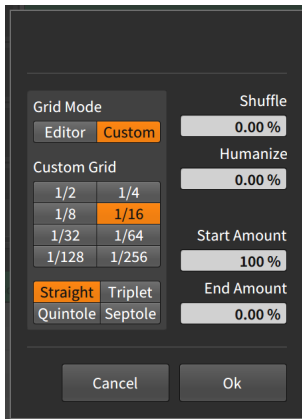 Grid Mode
Editor Custom
Custom Grid
1/2 1/4
1/8 1/16
1/32 1/64
1/128 1/256
Straight Triplet
Quintole Septole
Shuffle
0.00 %
Humanize
0.00 %
Start Amount
100 %
End Amount
0.00 %
Cancel Ok